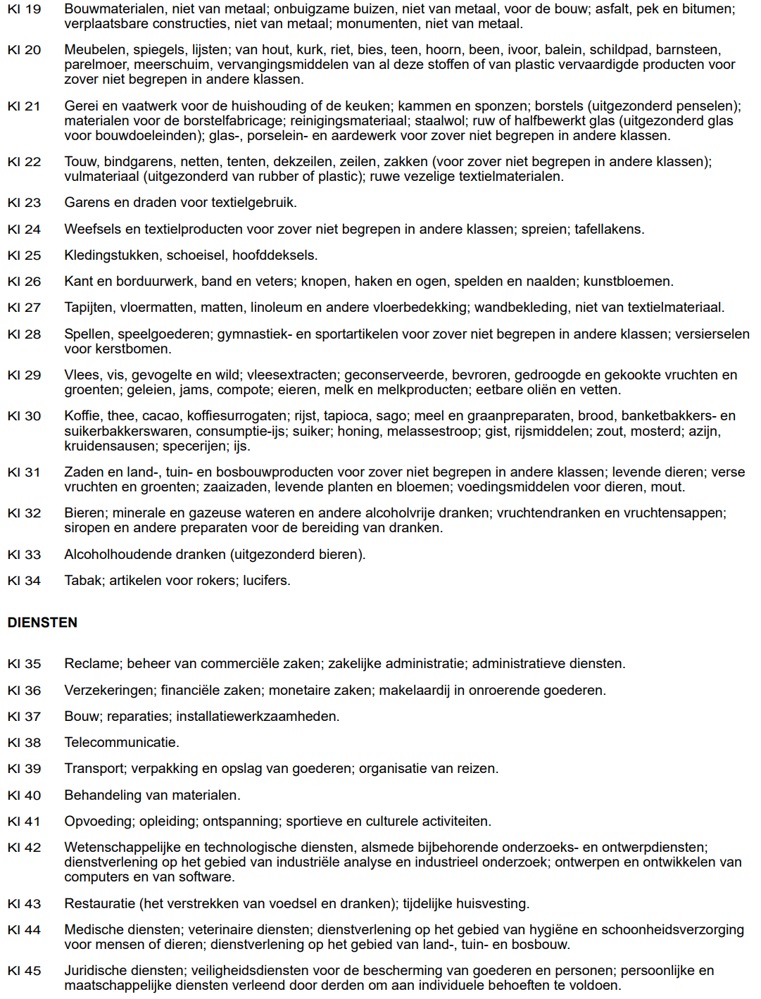 Kl 19 Bouwmaterialen, niet van metaal; onbuigzame buizen, niet van metaal, voor de bouw; asfalt, pek en bitumen;
verplaatsbare constructies, niet van metaal; monumenten, niet van metaal.
Kl 20 Meubelen, spiegels, lijsten; van hout, kurk, riet, bies, teen, hoorn, been, ivoor, balein, schildpad, barnsteen,
parelmoer, meerschuim, vervangingsmiddelen van al deze stoffen of van plastic vervaardigde producten voor
zover niet begrepen in andere klassen.
Kl 21 Gerei en vaatwerk voor de huishouding of de keuken; kammen en sponzen; borstels (uitgezonderd penselen);
materialen voor de borstelfabricage; reinigingsmateriaal; staalwol; ruw of halfbewerkt glas (uitgezonderd glas
voor bouwdoeleinden); glas-, porselein- en aardewerk voor zover niet begrepen in andere klassen.
Kl 22 Touw, bindgarens, netten, tenten, dekzeilen, zeilen, zakken (voor zover niet begrepen in andere klassen);
vulmateriaal (uitgezonderd van rubber of plastic); ruwe vezelige textielmaterialen.
Kl 23 Garens en draden voor textielgebruik.
Kl 24 Weefsels en textielproducten voor zover niet begrepen in andere klassen; spreien; tafellakens.
Kl 25 Kledingstukken, schoeisel, hoofddeksels.
Kl 26 Kant en borduurwerk, band en veters; knopen, haken en ogen, spelden en naalden; kunstbloemen.
Kl 27 Tapijten, vloermatten, matten, linoleum en andere vloerbedekking; wandbekleding, niet van textielmateriaal.
Kl 28 Spellen, speelgoederen; gymnastiek- en sportartikelen voor zover niet begrepen in andere klassen; versierselen
voor kerstbomen.
Kl 29 Vlees, vis, gevogelte en wild; vleesextracten; geconserveerde, bevroren, gedroogde en gekookte vruchten en
groenten; geleien, jams, compote; eieren, melk en melkproducten; eetbare oliën en vetten.
Kl 30 Koffie, thee, cacao, koffiesurrogaten; rijst, tapioca, sago; meel en graanpreparaten, brood, banketbakkers- en
suikerbakkerswaren, consumptie-ijs; suiker; honing, melassestroop; gist, rijsmiddelen; zout, mosterd; azijn,
kruidensausen; specerijen; ijs.
Kl 31 Zaden en land-, tuin- en bosbouwproducten voor zover niet begrepen in andere klassen; levende dieren; verse
vruchten en groenten; zaaizaden, levende planten en bloemen; voedingsmiddelen voor dieren, mout.
Kl 32 Bieren; minerale en gazeuse wateren en andere alcoholvrije dranken; vruchtendranken en vruchtensappen;
siropen en andere preparaten voor de bereiding van dranken.
Kl 33 Alcoholhoudende dranken (uitgezonderd bieren).
Kl 34 Tabak; artikelen voor rokers; lucifers.
DIENSTEN
Kl 35 Reclame; beheer van commerciële zaken; zakelijke administratie; administratieve diensten.
Kl 36 Verzekeringen; financiële zaken; monetaire zaken; makelaardij in onroerende goederen.
Kl 37 Bouw; reparaties; installatiewerkzaamheden.
Kl 38 Telecommunicatie.
Kl 39 Transport; verpakking en opslag van goederen; organisatie van reizen.
Kl 40 Behandeling van materialen.
Kl 41 Opvoeding; opleiding; ontspanning; sportieve en culturele activiteiten.
Kl 42 Wetenschappelijke en technologische diensten, alsmede bijbehorende onderzoeks- en ontwerpdiensten;
dienstverlening op het gebied van industriële analyse en industrieel onderzoek; ontwerpen en ontwikkelen van
computers en van software.
Kl 43 Restauratie (het verstrekken van voedsel en dranken); tijdelijke huisvesting.
Kl 44 Medische diensten; veterinaire diensten; dienstverlening op het gebied van hygiëne en schoonheidsverzorging
voor mensen of dieren; dienstverlening op het gebied van land-, tuin- en bosbouw.
Kl 45 Juridische diensten; veiligheidsdiensten voor de bescherming van goederen en personen; persoonlijke en
maatschappelijke diensten verleend door derden om aan individuele behoeften te voldoen.